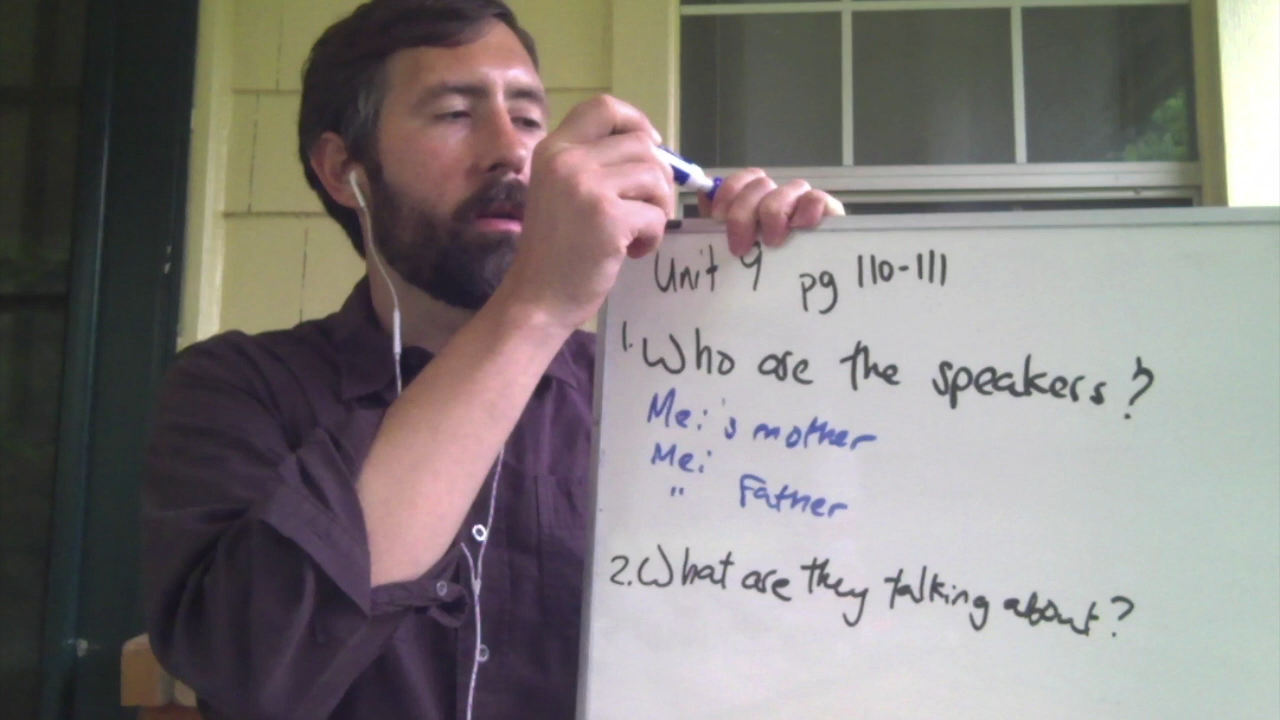 Unit 9 pg 110-111
1. Who are the speakers?
Mei's mother
Mei
" Father
2. What are they talking about?